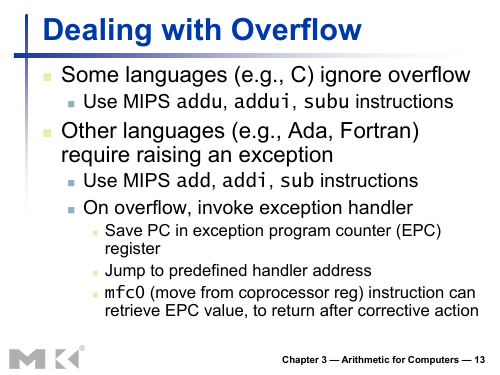 Dealing with Overflow
Some languages (e.g., C) ignore overflow
Use MIPS addu, addui, subu instructions
Other languages (e.g., Ada, Fortran)
require raising an exception
Use MIPS add, addi, sub instructions
On overflow, invoke exception handler
Save PC in exception program counter (EPC)
register
Jump to predefined handler address
mfc0 (move from coprocessor reg) instruction can
retrieve EPC value, to return after corrective action
MK®
Chapter 3 — Arithmetic for Computers — 13